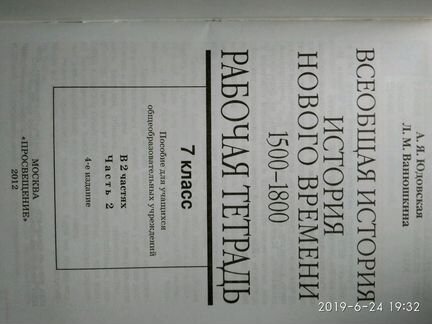 А. Я. Юдовская
Л. М. Ванюшкина
ВСЕОБЩАЯ ИСТОРИЯ
ИСТОРИЯ
НОВОГО ВРЕМЕНИ
1500–1800
РАБОЧАЯ ТЕТРАДЬ
7 класс
Пособие для учащихся
общеобразовательных учреждений
В 2 частях
Часть 2
4-е издание
МОСКВА
«ПРОСВЕЩЕНИЕ»
2012
2019-6-24 19:32